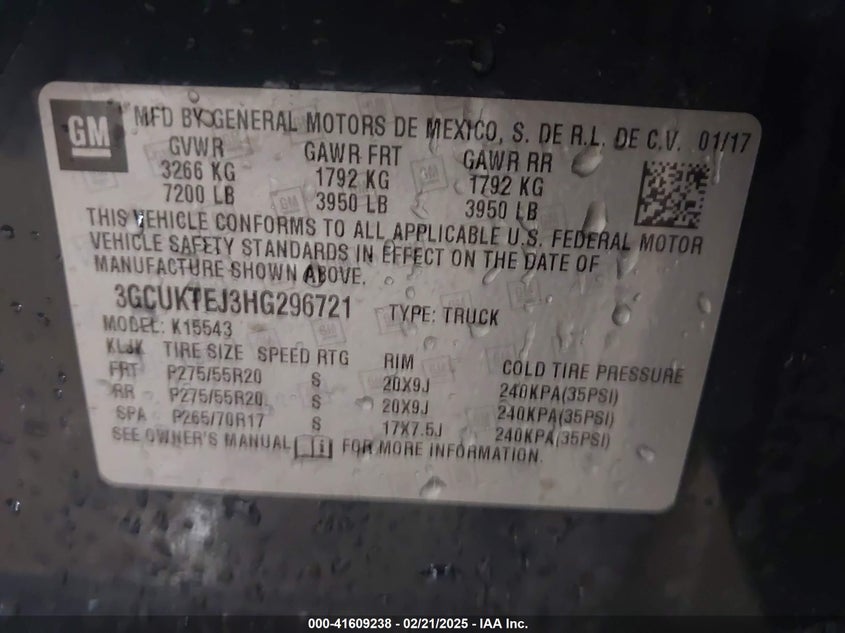 GM
MFD BY GENERAL MOTORS DE MEXICO, S. DE R.L. DE C.V. 01/17
GVWR GAWR FRT GAWR RR
3266 KG 1792 KG 1792 KG
7200 LB 3950 LB 3950 LB
THIS VEHICLE CONFORMS TO ALL APPLICABLE U.S. FEDERAL MOTOR
VEHICLE SAFETY STANDARDS IN EFFECT ON THE DATE OF
MANUFACTURE SHOWN ABOVE.
3GCUKTEJ3HG296721 TYPE: TRUCK
MODEL: K15543
KLJK TIRE SIZE SPEED RTG RIM COLD TIRE PRESSURE
FRT P275/55R20 S 20X9J 240KPA(35PSI)
RR P275/55R20 S 20X9J 240KPA(35PSI)
SPA P265/70R17 S 17X7.5J 240KPA(35PSI)
SEE OWNER'S MANUAL FOR MORE INFORMATION.
000-41609238 - 02/21/2025 - IAA Inc.